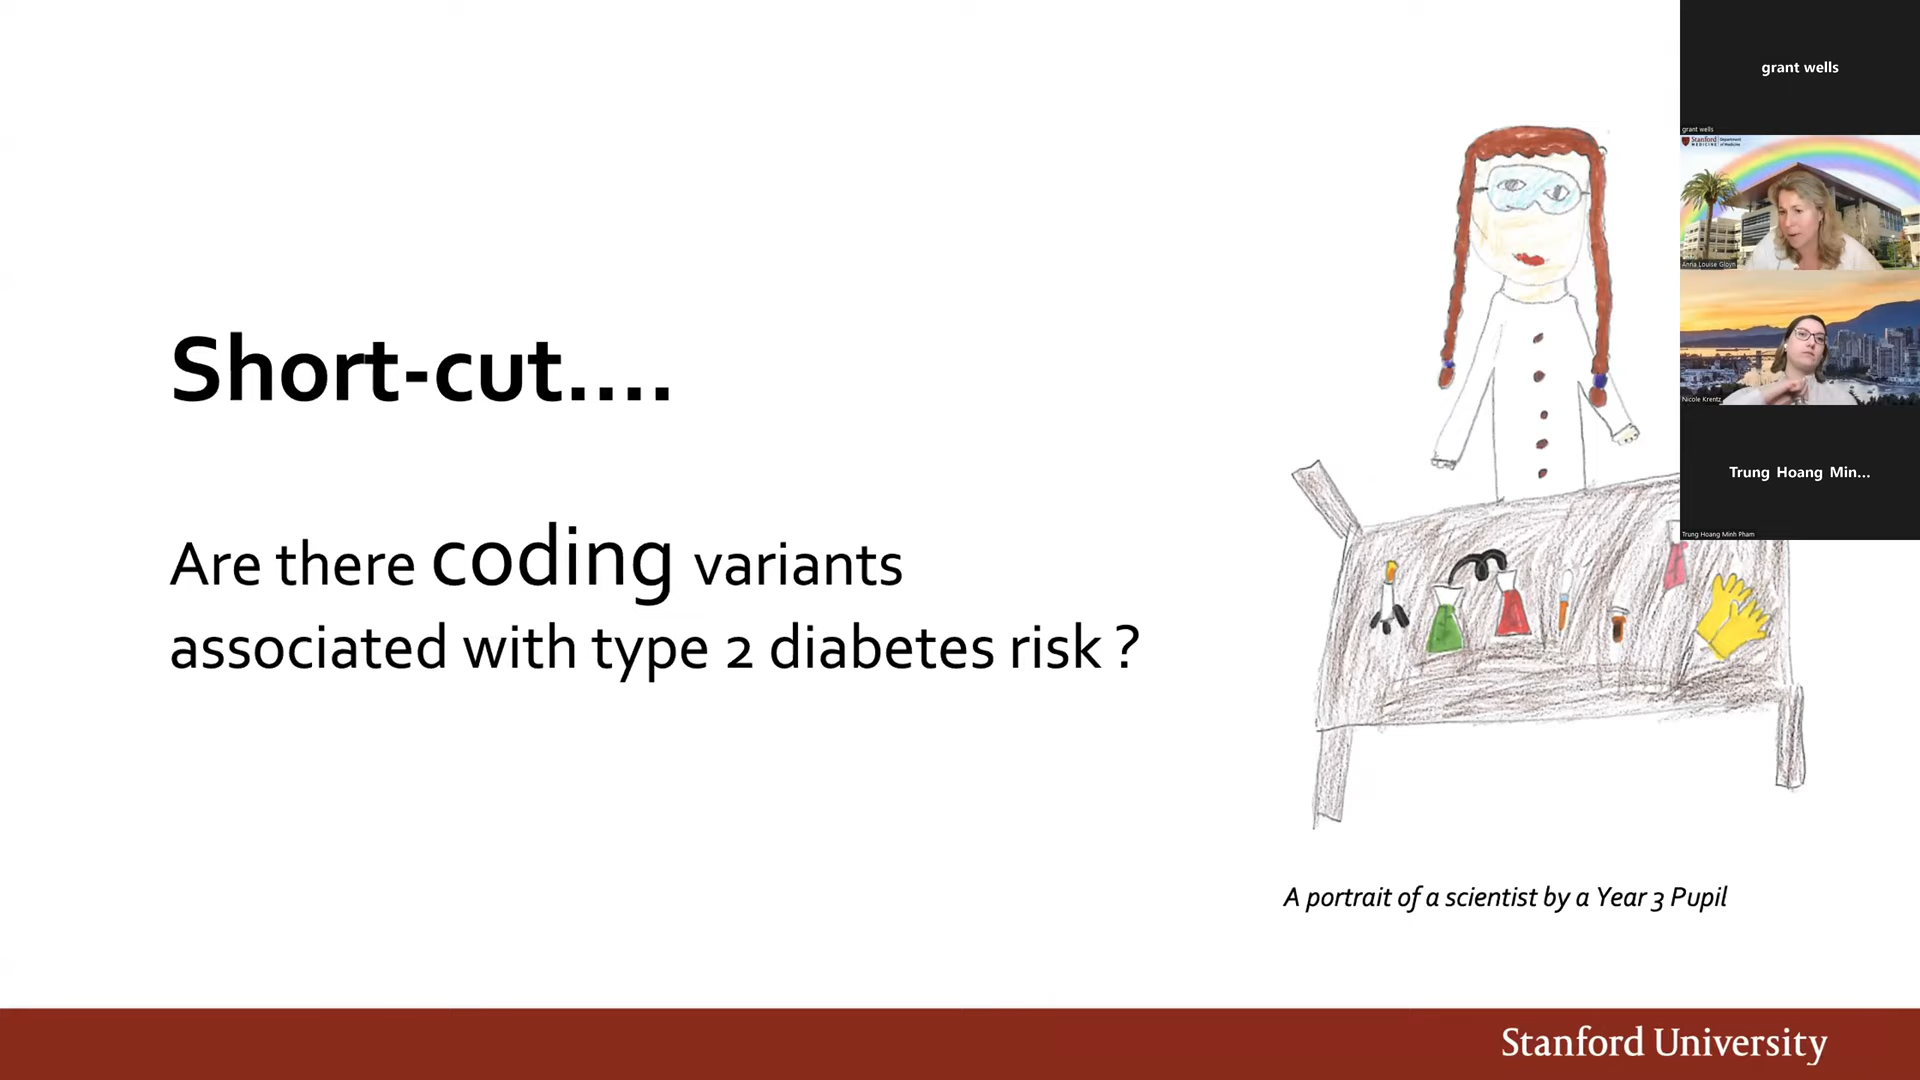 Short-cut....
Are there coding variants
associated with type 2 diabetes risk ?
A portrait of a scientist by a Year 3 Pupil
Stanford University
grant wells
grant wells
Stanford
MEDICINE
Department
of Medicine
Anna Louise Gloyn
Nicole Krentz
Trung Hoang Min...
Trung Hoang Minh Pham